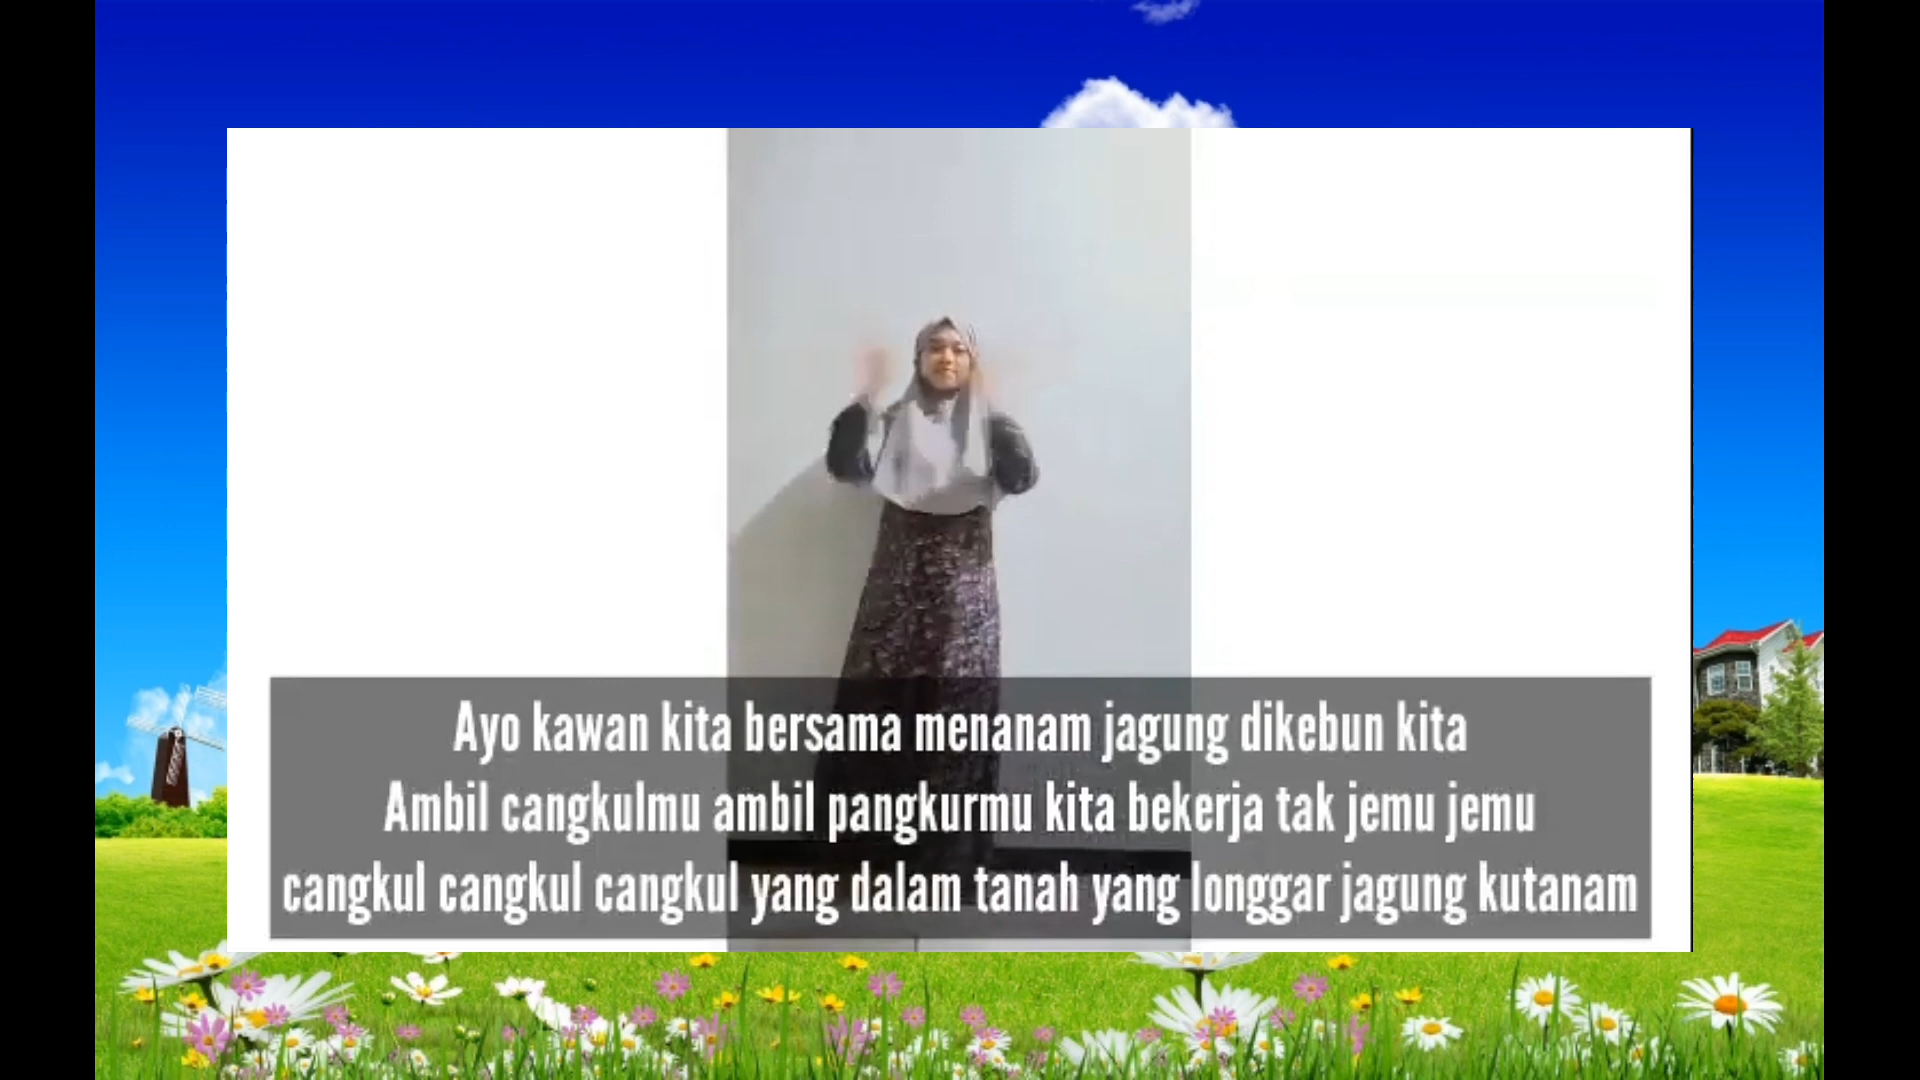 Ayo kawan kita bersama menanam jagung dikebun kita
Ambil cangkulmu ambil pangkurmu kita bekerja tak jemu jemu
cangkul cangkul cangkul yang dalam tanah yang longgar jagung kutanam